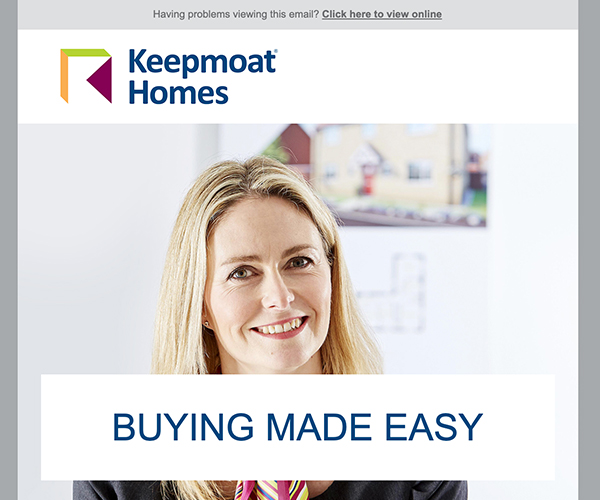 Having problems viewing this email? Click here to view online
Keepmoat®
Homes
BUYING MADE EASY